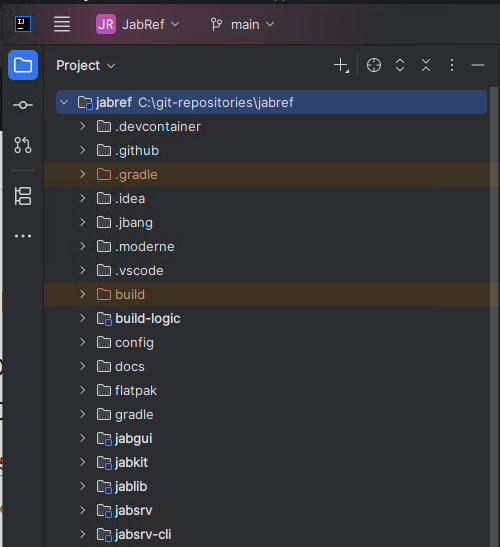 IJ JR JabRef main
Project
jabref C:\git-repositories\jabref
.devcontainer
.github
.gradle
.idea
.jbang
.moderne
.vscode
build
build-logic
config
docs
flatpak
gradle
jabgui
jabkit
jablib
jabsrv
jabsrv-cli